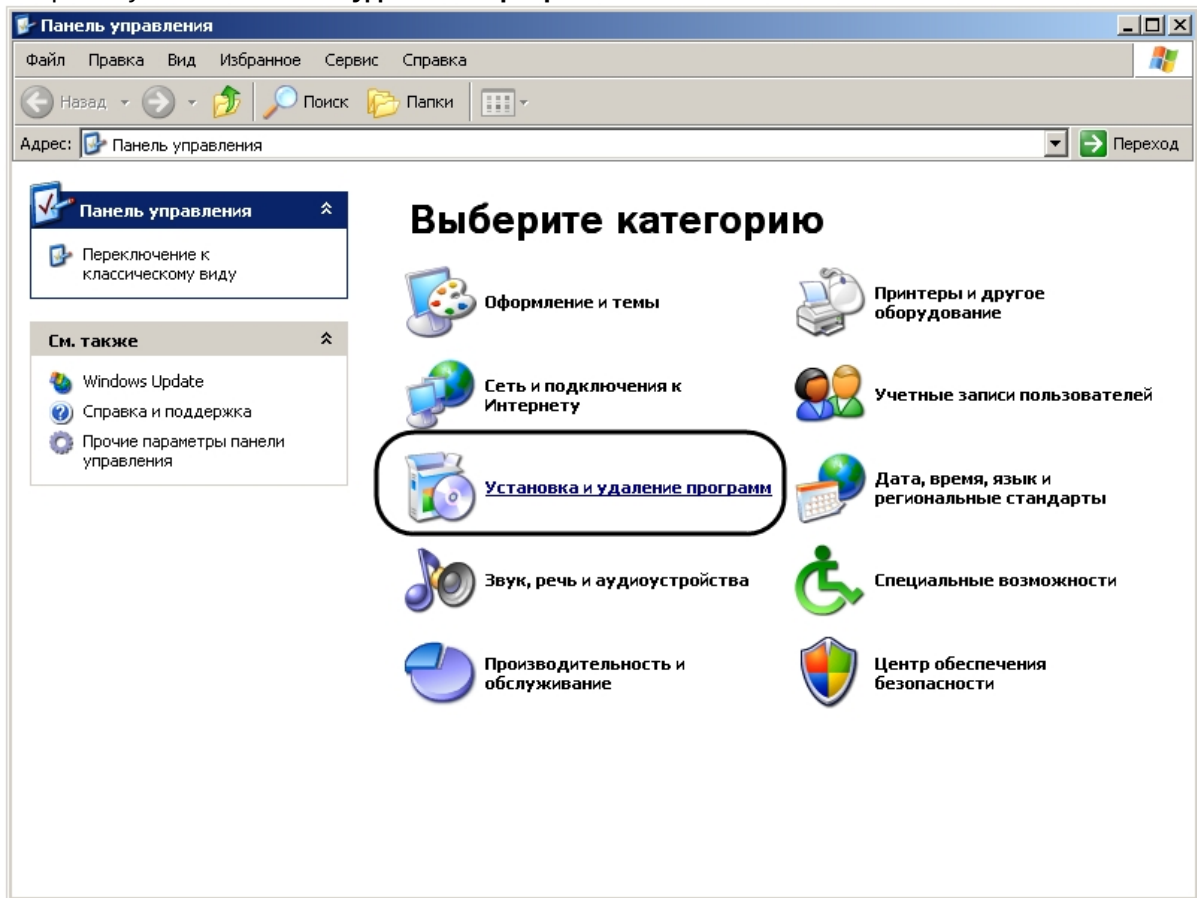 Панель управления
Файл Правка Вид Избранное Сервис Справка
Назад Поиск Папки
Адрес: Панель управления Переход
Панель управления
Переключение к
классическому виду
См. также
Windows Update
Справка и поддержка
Прочие параметры панели
управления
Выберите категорию
Оформление и темы
Принтеры и другое
оборудование
Сеть и подключения к
Интернету
Учетные записи пользователей
Установка и удаление программ
Дата, время, язык и
региональные стандарты
Звук, речь и аудиоустройства
Специальные возможности
Производительность и
обслуживание
Центр обеспечения
безопасности